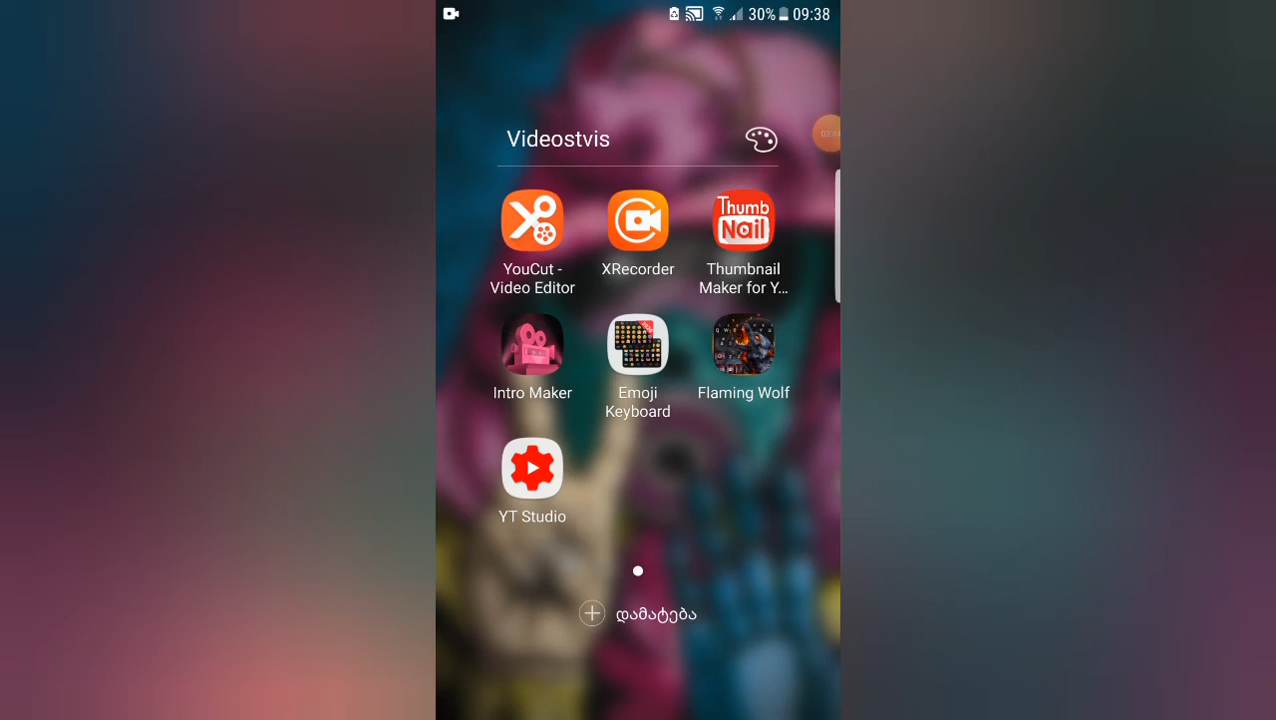 30% 09:38
Videostvis
Thumb
Nail
YouCut -
Video Editor
XRecorder
Thumbnail
Maker for Y...
Intro Maker
Emoji
Keyboard
Flaming Wolf
YT Studio
დამატება